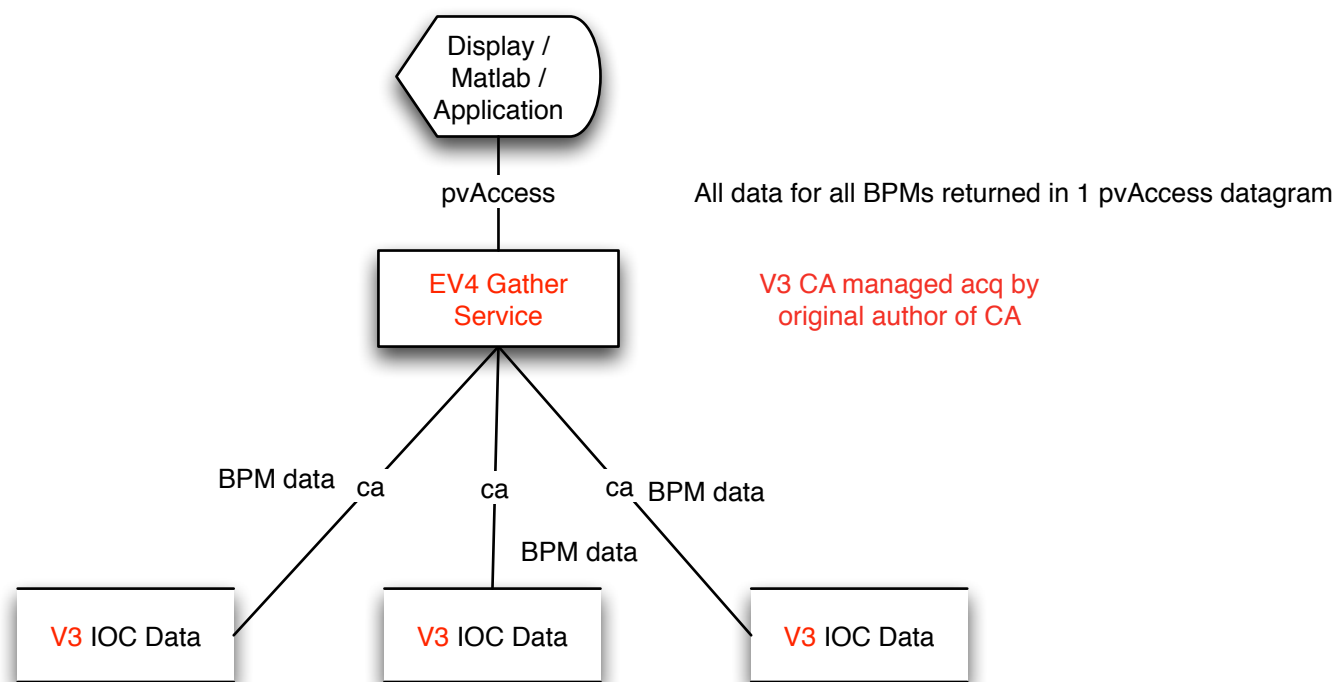 Display /
Matlab /
Application
pvAccess
All data for all BPMs returned in 1 pvAccess datagram
EV4 Gather
Service
V3 CA managed acq by
original author of CA
BPM data
ca
ca
ca
BPM data
BPM data
V3 IOC Data
V3 IOC Data
V3 IOC Data